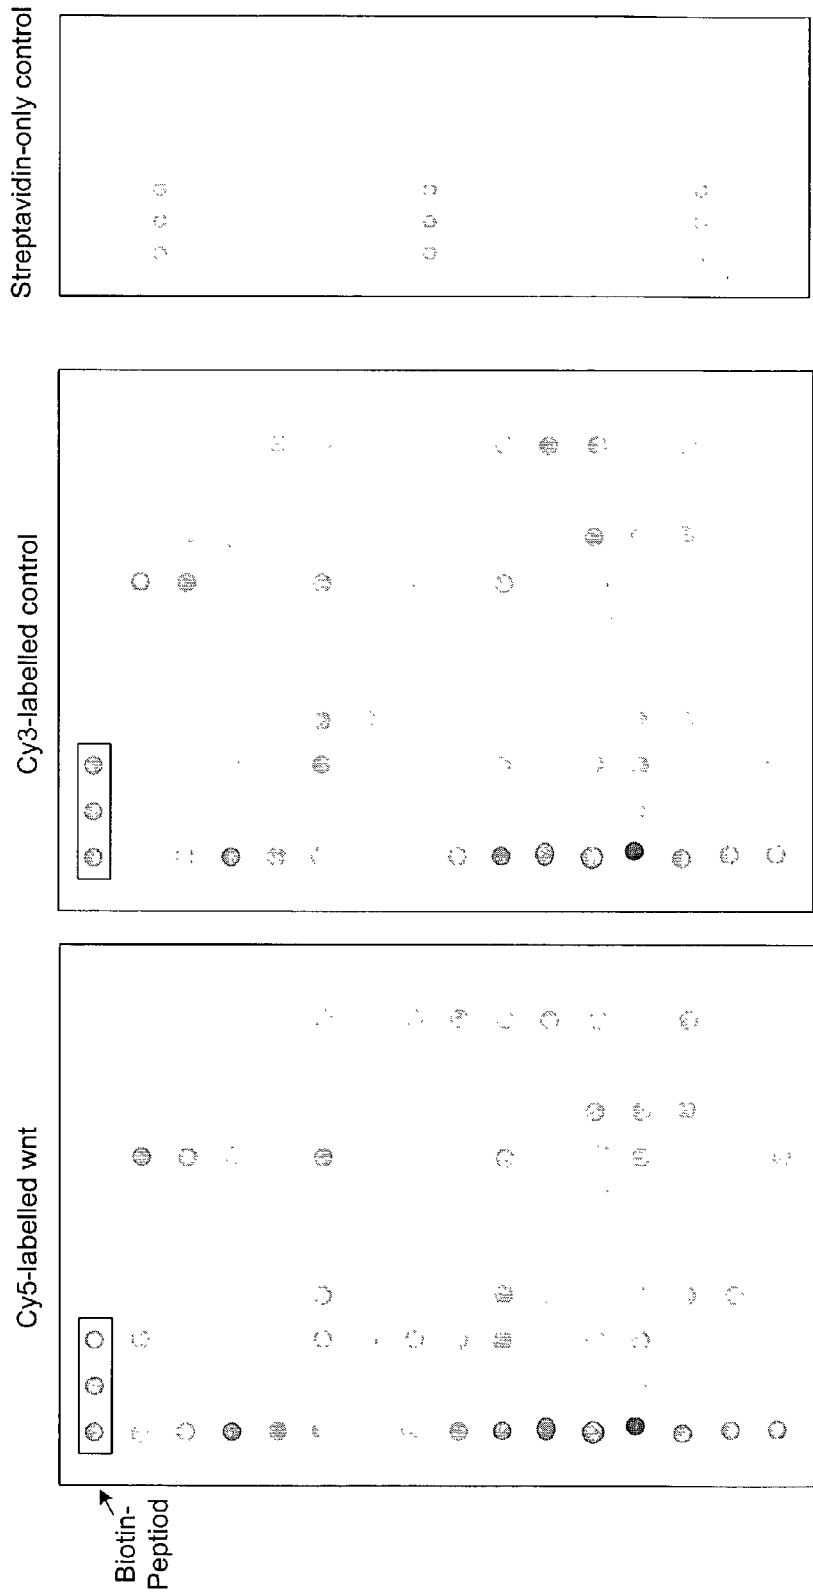 Biotin-
Peptiod
Cy5-labelled wnt
Cy3-labelled control
Streptavidin-only control